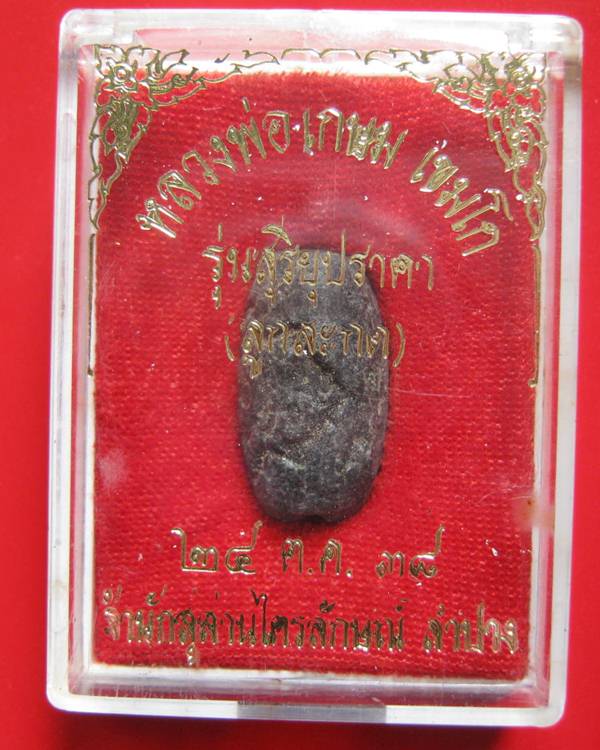 หลวงพ่อเกษม เขมโก
รุ่นสุริยุปราคา
(ลูกสะกด)
๒๔ ต.ค. ๓๘
สำนักสุสานไตรลักษณ์ ลำปาง